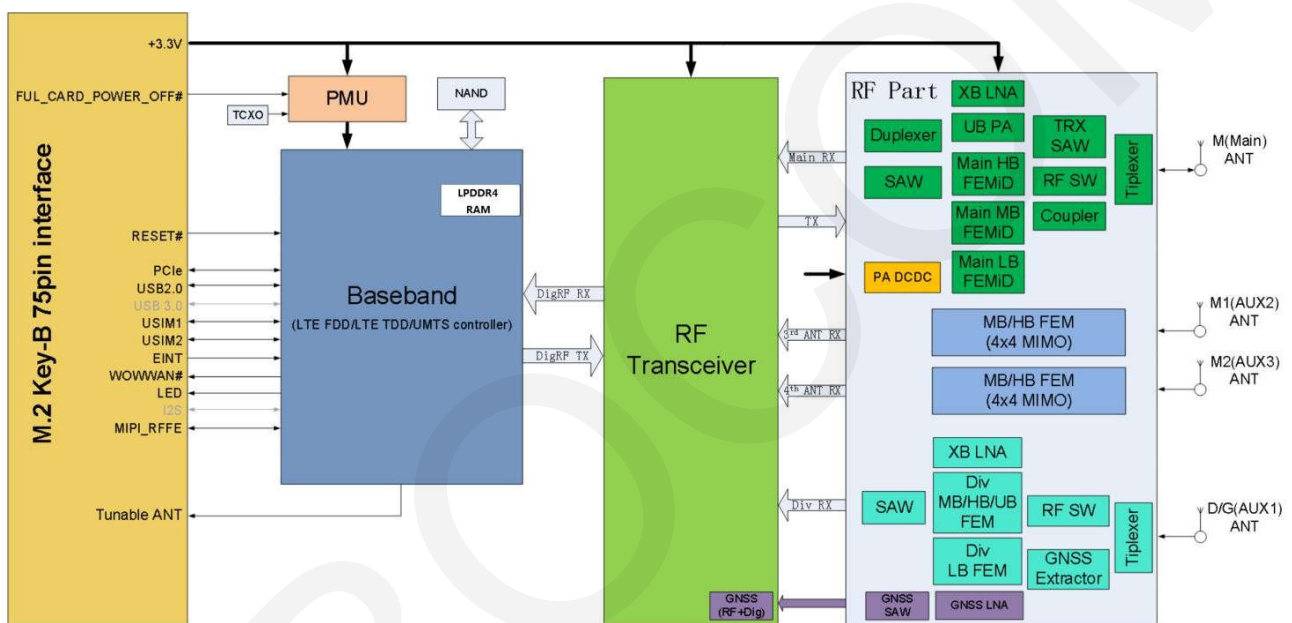 M.2 Key-B 75pin interface
+3.3V
FUL_CARD_POWER_OFF#
RESET#
PCIe
USB2.0
USB 3.0
USIM1
USIM2
EINT
WOWWAN#
LED
I2S
MIPI_RFFE
Tunable ANT
PMU
TCXO
NAND
LPDDR4
RAM
Baseband
(LTE FDD/LTE TDD/UMTS controller)
DigRF RX
DigRF TX
RF
Transceiver
GNSS
(RF+Dig)
Main RX
TX
3rd ANT RX
4th ANT RX
Div RX
RF Part
XB LNA
Duplexer
UB PA
TRX
SAW
SAW
Main HB
FEMiD
RF SW
Main MB
FEMiD
Coupler
PA DCDC
Main LB
FEMiD
Tiplexer
MB/HB FEM
(4x4 MIMO)
MB/HB FEM
(4x4 MIMO)
XB LNA
SAW
Div
MB/HB/UB
FEM
RF SW
Div
LB FEM
GNSS
Extractor
Tiplexer
GNSS
SAW
GNSS LNA
M(Main)
ANT
M1(AUX2)
ANT
M2(AUX3)
ANT
D/G(AUX1)
ANT